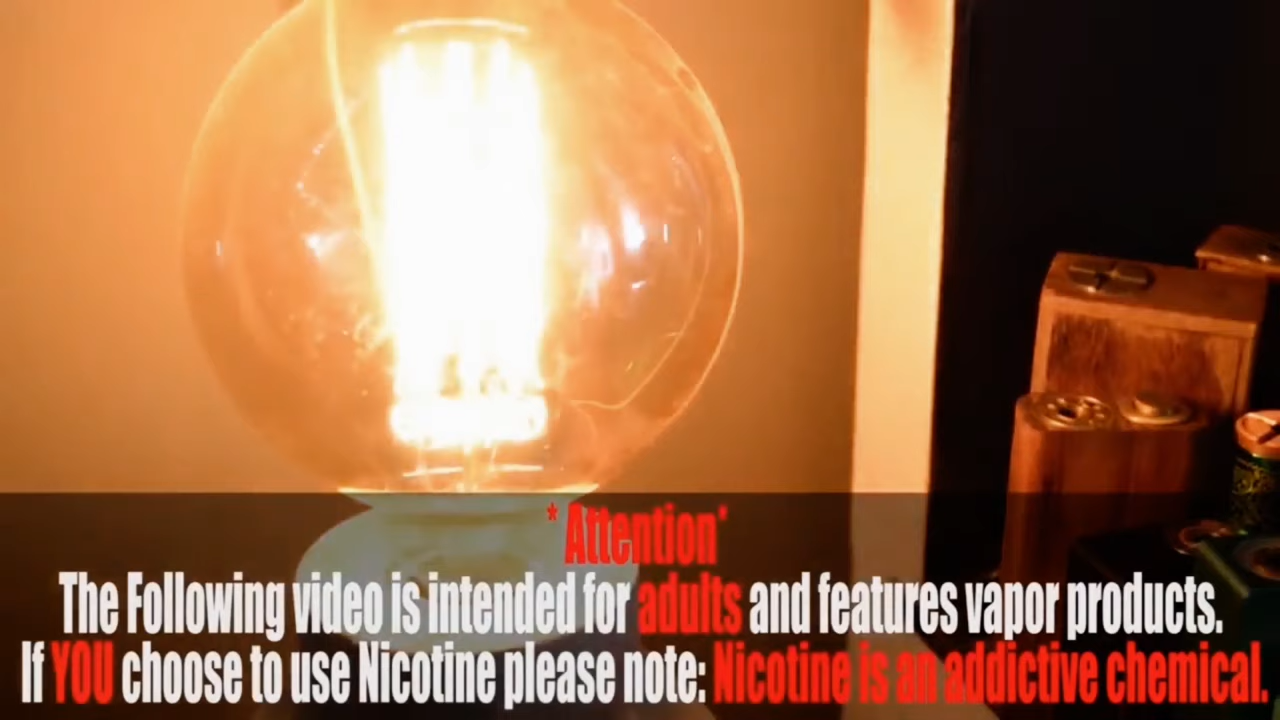 * Attention*
The Following video is intended for adults and features vapor products.
If YOU choose to use Nicotine please note: Nicotine is an addictive chemical.